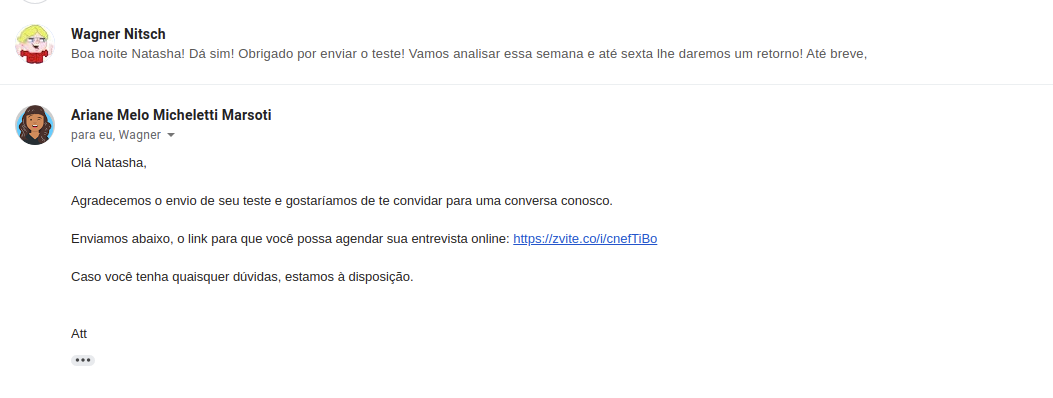 Wagner Nitsch
Boa noite Natasha! Dá sim! Obrigado por enviar o teste! Vamos analisar essa semana e até sexta lhe daremos um retorno! Até breve,
Ariane Melo Micheletti Marsoti
para eu, Wagner
Olá Natasha,
Agradecemos o envio de seu teste e gostaríamos de te convidar para uma conversa conosco.
Enviamos abaixo, o link para que você possa agendar sua entrevista online: https://zvite.co/i/cnefTiBo
Caso você tenha quaisquer dúvidas, estamos à disposição.
Att